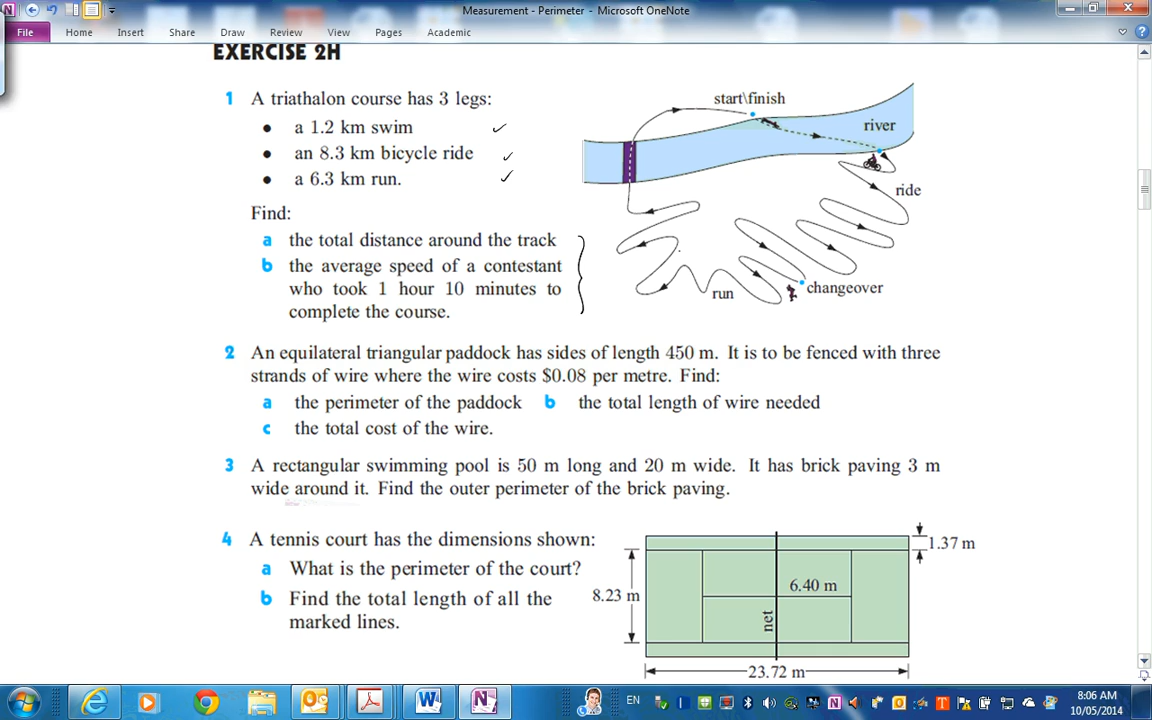 Measurement - Perimeter - Microsoft OneNote
File Home Insert Share Draw Review View Pages Academic
EXERCISE 2H
1 A triathalon course has 3 legs:
• a 1.2 km swim
• an 8.3 km bicycle ride
• a 6.3 km run.
Find:
a the total distance around the track
b the average speed of a contestant
who took 1 hour 10 minutes to
complete the course.
start\finish
river
ride
changeover
run
2 An equilateral triangular paddock has sides of length 450 m. It is to be fenced with three
strands of wire where the wire costs $0.08 per metre. Find:
a the perimeter of the paddock b the total length of wire needed
c the total cost of the wire.
3 A rectangular swimming pool is 50 m long and 20 m wide. It has brick paving 3 m
wide around it. Find the outer perimeter of the brick paving.
4 A tennis court has the dimensions shown:
a What is the perimeter of the court?
b Find the total length of all the
marked lines.
1.37 m
6.40 m
8.23 m
net
23.72 m
EN
8:06 AM
10/05/2014